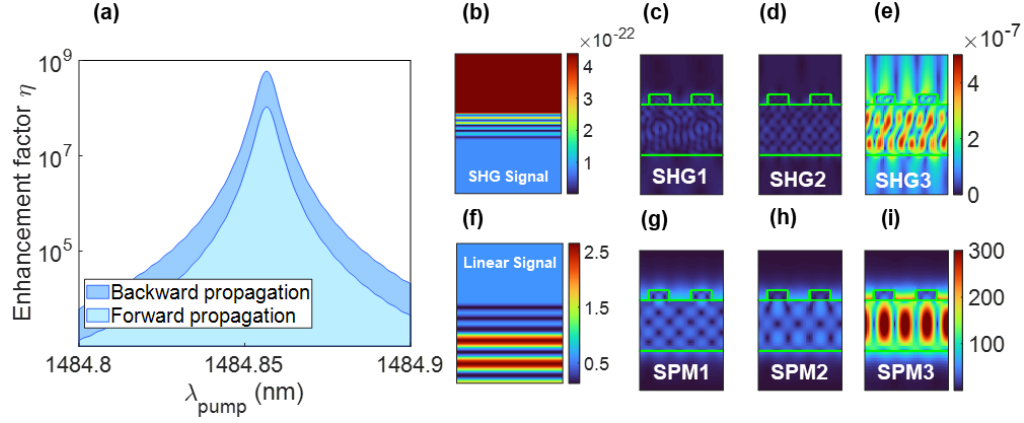 (a)
Enhancement factor η
10⁹
10⁷
10⁵
Backward propagation
Forward propagation
1484.8
1484.85
1484.9
λpump (nm)
(b)
SHG Signal
×10⁻²²
4
3
2
1
(c)
SHG1
(d)
SHG2
(e)
SHG3
×10⁻⁷
4
2
0
(f)
Linear Signal
2.5
1.5
0.5
(g)
SPM1
(h)
SPM2
(i)
SPM3
300
200
100